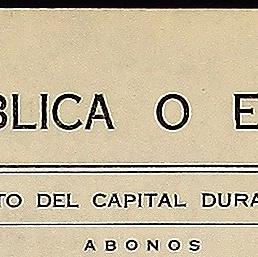 BLICA O E
TO DEL CAPITAL DURA
ABONOS